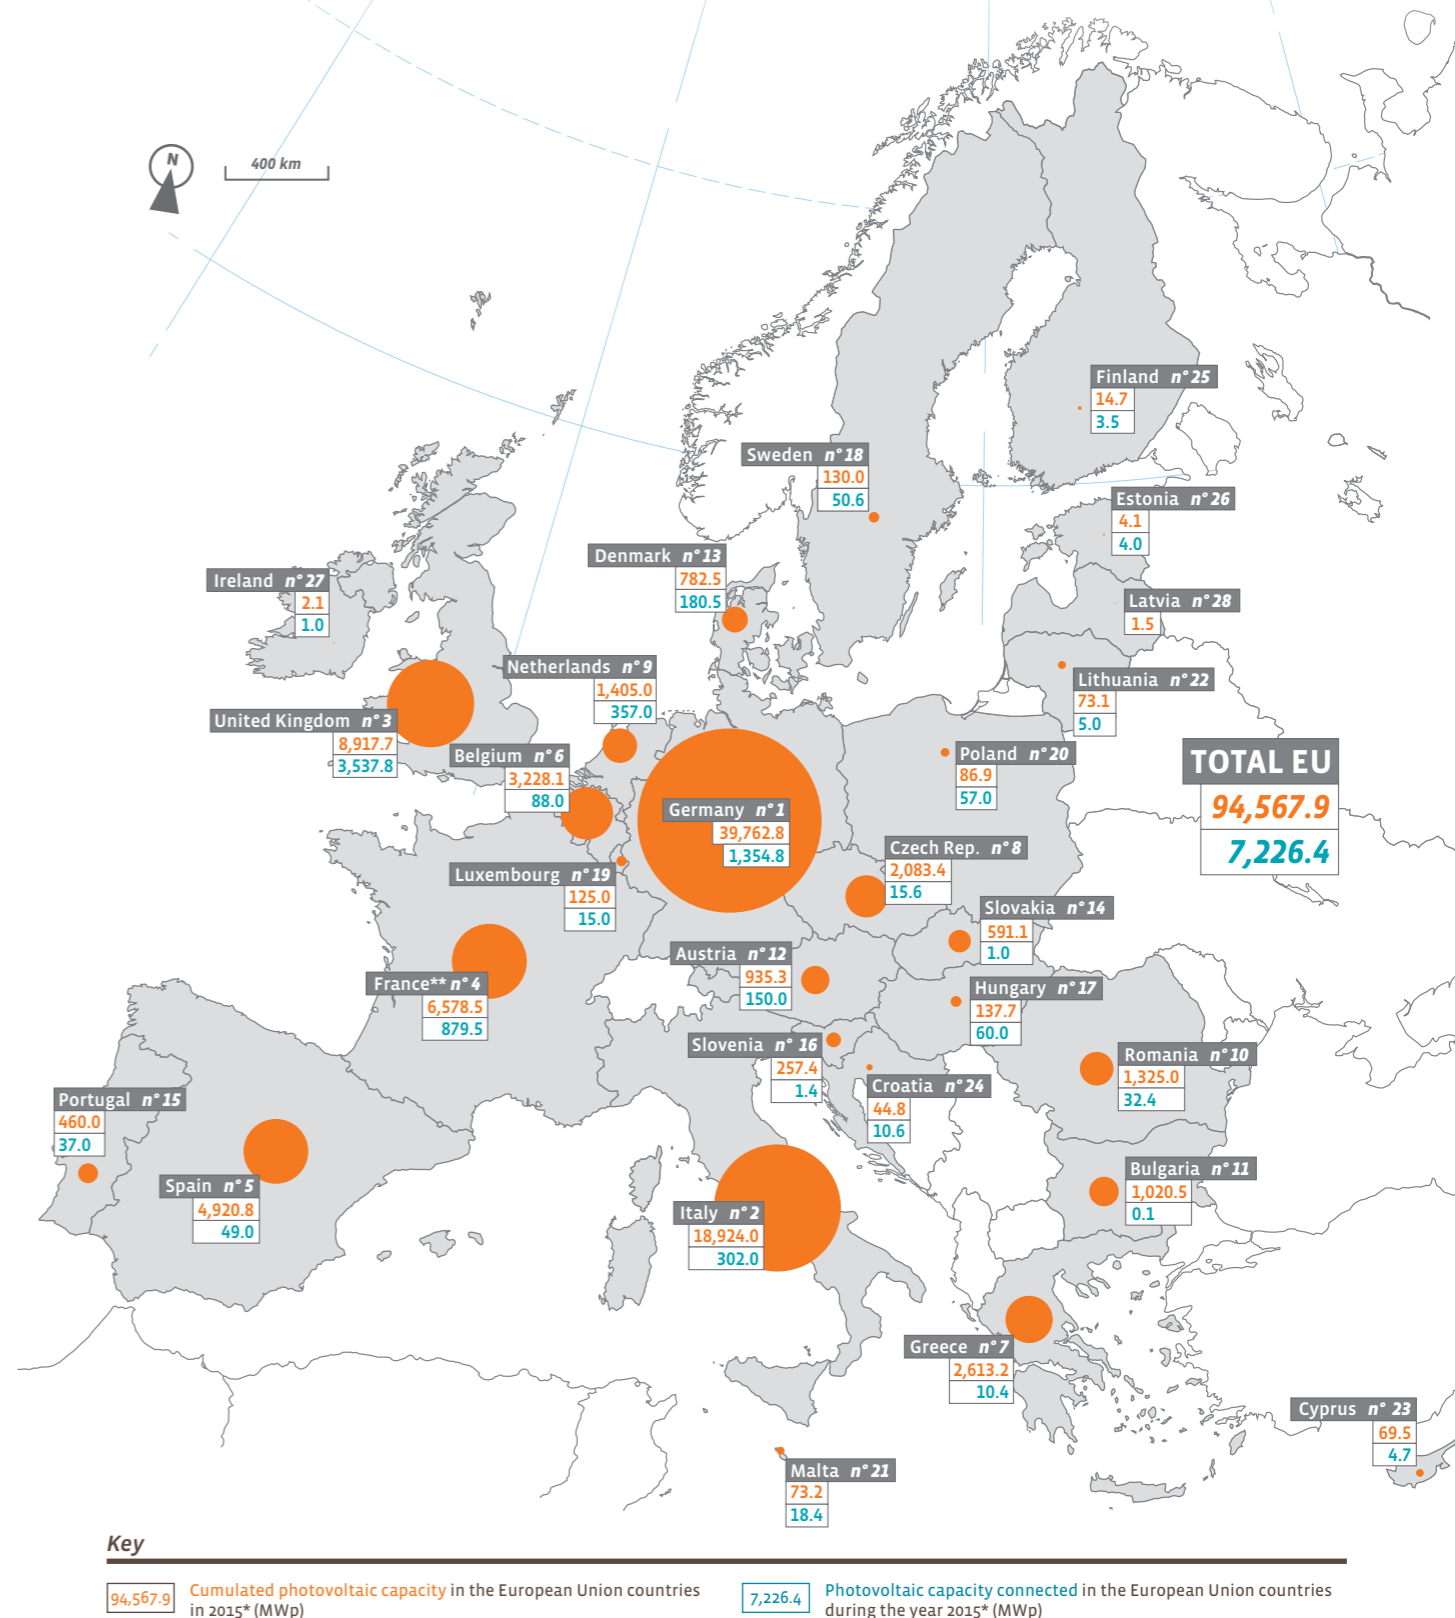 N
400 km
Finland n°25
14.7
3.5
Sweden n°18
130.0
50.6
Estonia n°26
4.1
4.0
Denmark n°13
782.5
180.5
Ireland n°27
2.1
1.0
Latvia n°28
1.5
Netherlands n°9
1,405.0
357.0
Lithuania n°22
73.1
5.0
United Kingdom n°3
8,917.7
3,537.8
Belgium n°6
3,228.1
88.0
Poland n°20
86.9
57.0
TOTAL EU
94,567.9
7,226.4
Germany n°1
39,762.8
1,354.8
Czech Rep. n°8
2,083.4
15.6
Luxembourg n°19
125.0
15.0
Slovakia n°14
591.1
1.0
Austria n°12
935.3
150.0
France** n°4
6,578.5
879.5
Hungary n°17
137.7
60.0
Slovenia n° 16
257.4
1.4
Romania n°10
1,325.0
32.4
Croatia n°24
44.8
10.6
Portugal n°15
460.0
37.0
Spain n°5
4,920.8
49.0
Bulgaria n°11
1,020.5
0.1
Italy n°2
18,924.0
302.0
Greece n°7
2,613.2
10.4
Cyprus n° 23
69.5
4.7
Malta n°21
73.2
18.4
Key
94,567.9 Cumulated photovoltaic capacity in the European Union countries
in 2015* (MWp)
7,226.4 Photovoltaic capacity connected in the European Union countries
during the year 2015* (MWp)